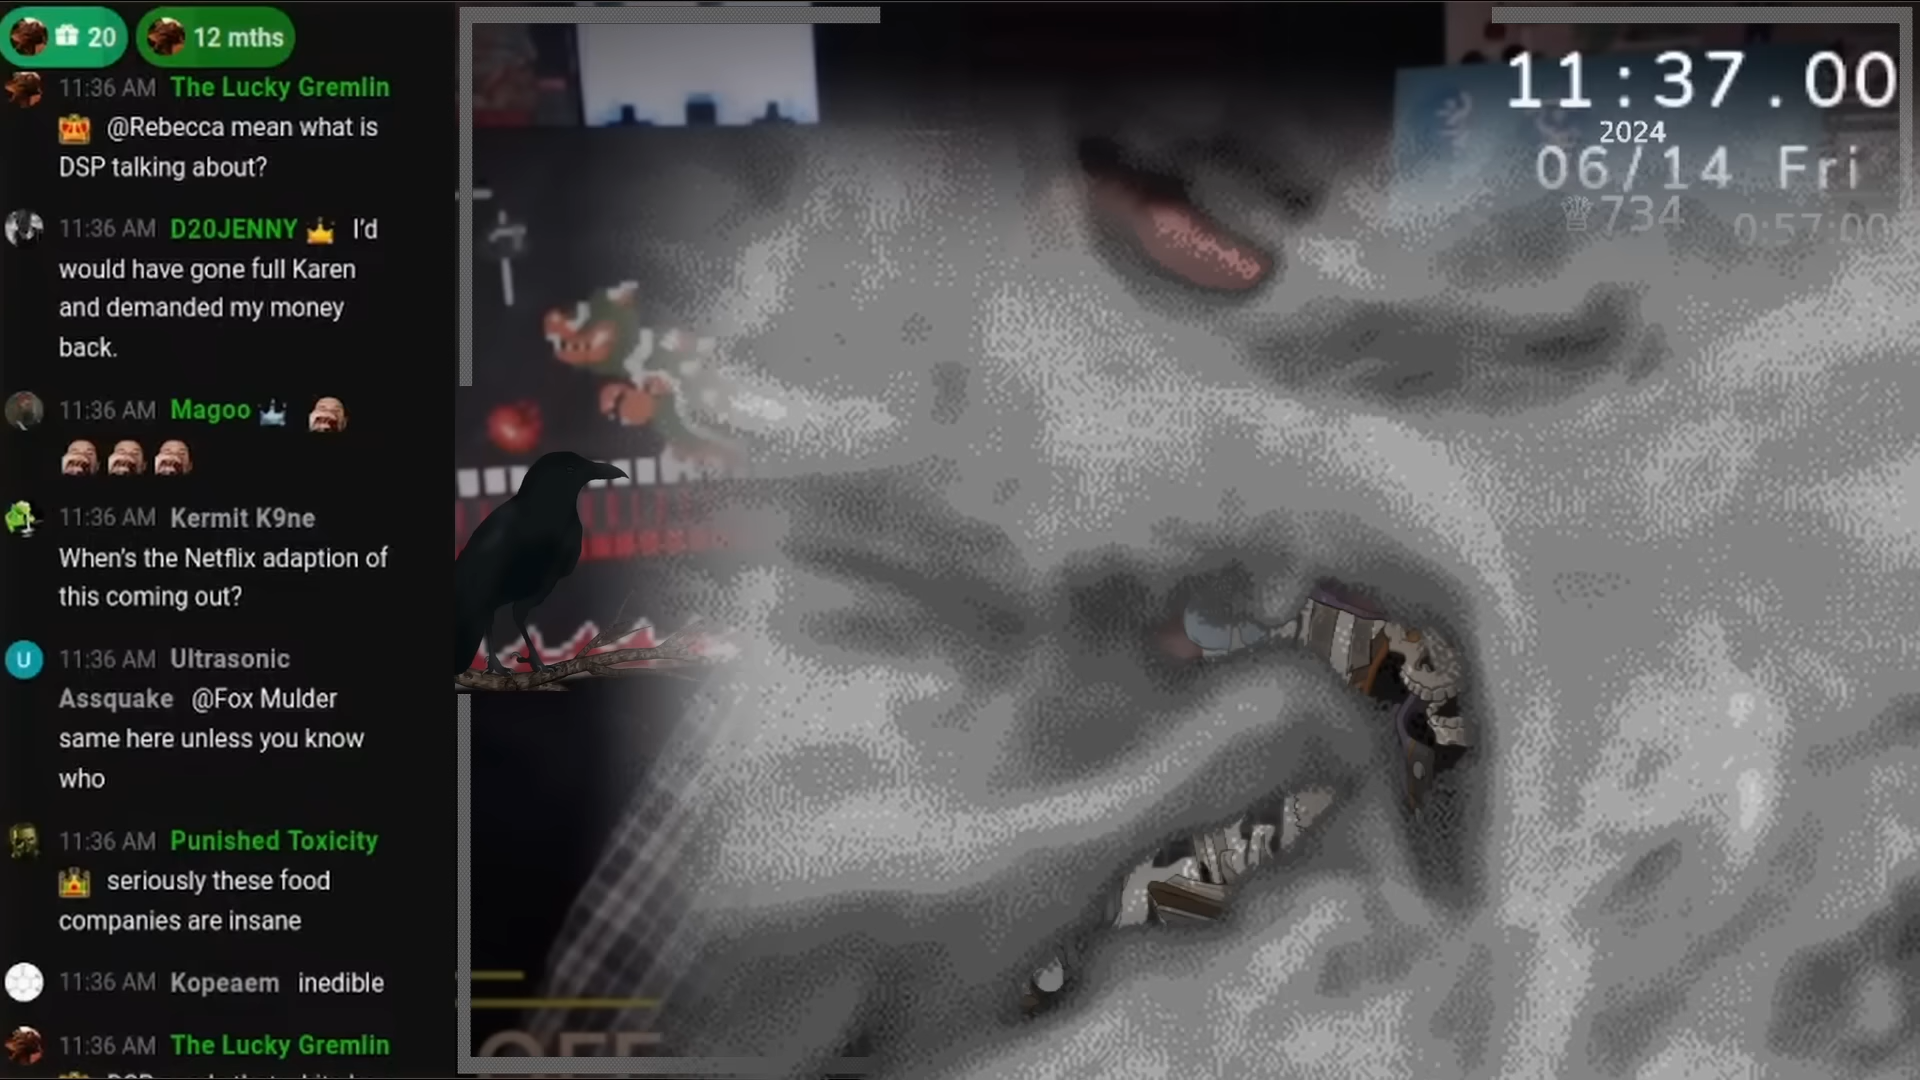 20
12 mths
11:36 AM The Lucky Gremlin
@Rebecca mean what is
DSP talking about?
11:36 AM D20JENNY I'd
would have gone full Karen
and demanded my money
back.
11:36 AM Magoo
11:36 AM Kermit K9ne
When's the Netflix adaption of
this coming out?
U 11:36 AM Ultrasonic
Assquake @Fox Mulder
same here unless you know
who
11:36 AM Punished Toxicity
seriously these food
companies are insane
11:36 AM Kopeaem inedible
11:36 AM The Lucky Gremlin
11:37.00
2024
06/14 Fri
734 0:57:00